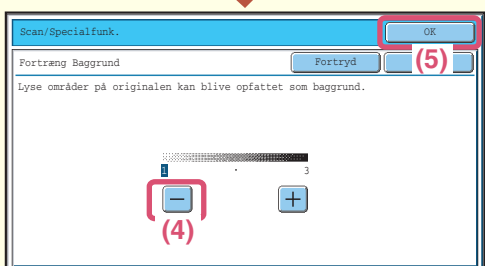 Scan/Specialfunk.
OK
(5)
Fortræng Baggrund
Fortryd
Lyse områder på originalen kan blive opfattet som baggrund.
1
3
−
+
(4)